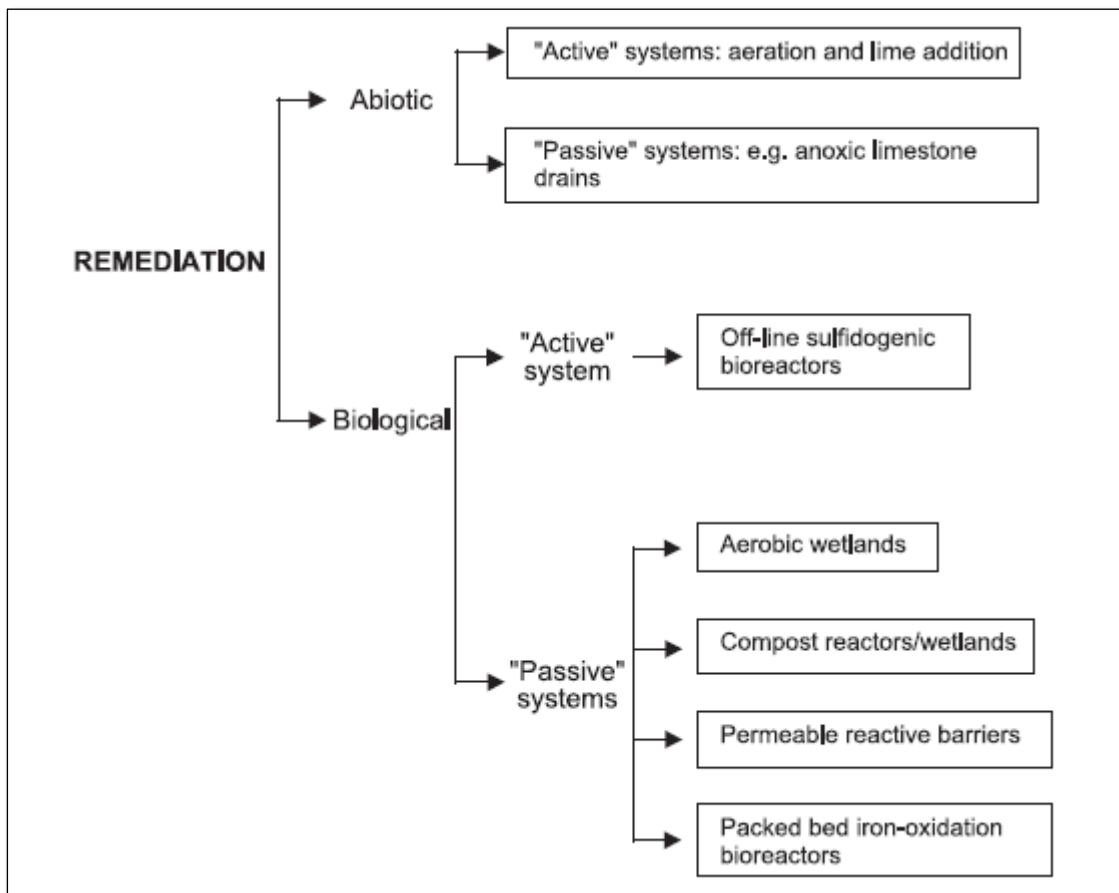 "Active" systems: aeration and lime addition
Abiotic
"Passive" systems: e.g. anoxic limestone
drains
REMEDIATION
"Active"
system
Off-line sulfidogenic
bioreactors
Biological
Aerobic wetlands
Compost reactors/wetlands
"Passive"
systems
Permeable reactive barriers
Packed bed iron-oxidation
bioreactors